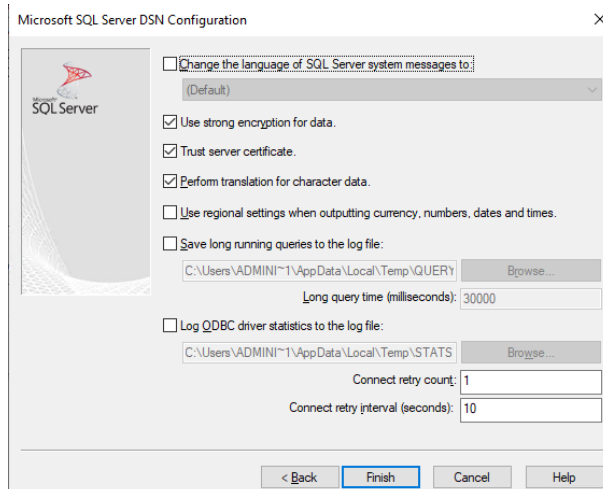 Microsoft SQL Server DSN Configuration
Microsoft
SQL Server
Change the language of SQL Server system messages to:
(Default)
Use strong encryption for data.
Trust server certificate.
Perform translation for character data.
Use regional settings when outputting currency, numbers, dates and times.
Save long running queries to the log file:
C:\Users\ADMINI~1\AppData\Local\Temp\QUERY
Browse...
Long query time (milliseconds): 30000
Log ODBC driver statistics to the log file:
C:\Users\ADMINI~1\AppData\Local\Temp\STATS
Browse...
Connect retry count: 1
Connect retry interval (seconds): 10
< Back Finish Cancel Help